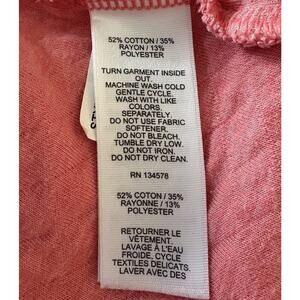 52% COTTON / 35%
RAYON / 13%
POLYESTER
TURN GARMENT INSIDE
OUT.
MACHINE WASH COLD
GENTLE CYCLE.
WASH WITH LIKE
COLORS,
SEPARATELY.
DO NOT USE FABRIC
SOFTENER.
DO NOT BLEACH.
TUMBLE DRY LOW.
DO NOT IRON.
DO NOT DRY CLEAN.
RN 134578
52% COTON / 35%
RAYONNE / 13%
POLYESTER
RETOURNER LE
VÊTEMENT.
LAVAGE À L'EAU
FROIDE, CYCLE
TEXTILES DELICATS.
LAVER AVEC DES